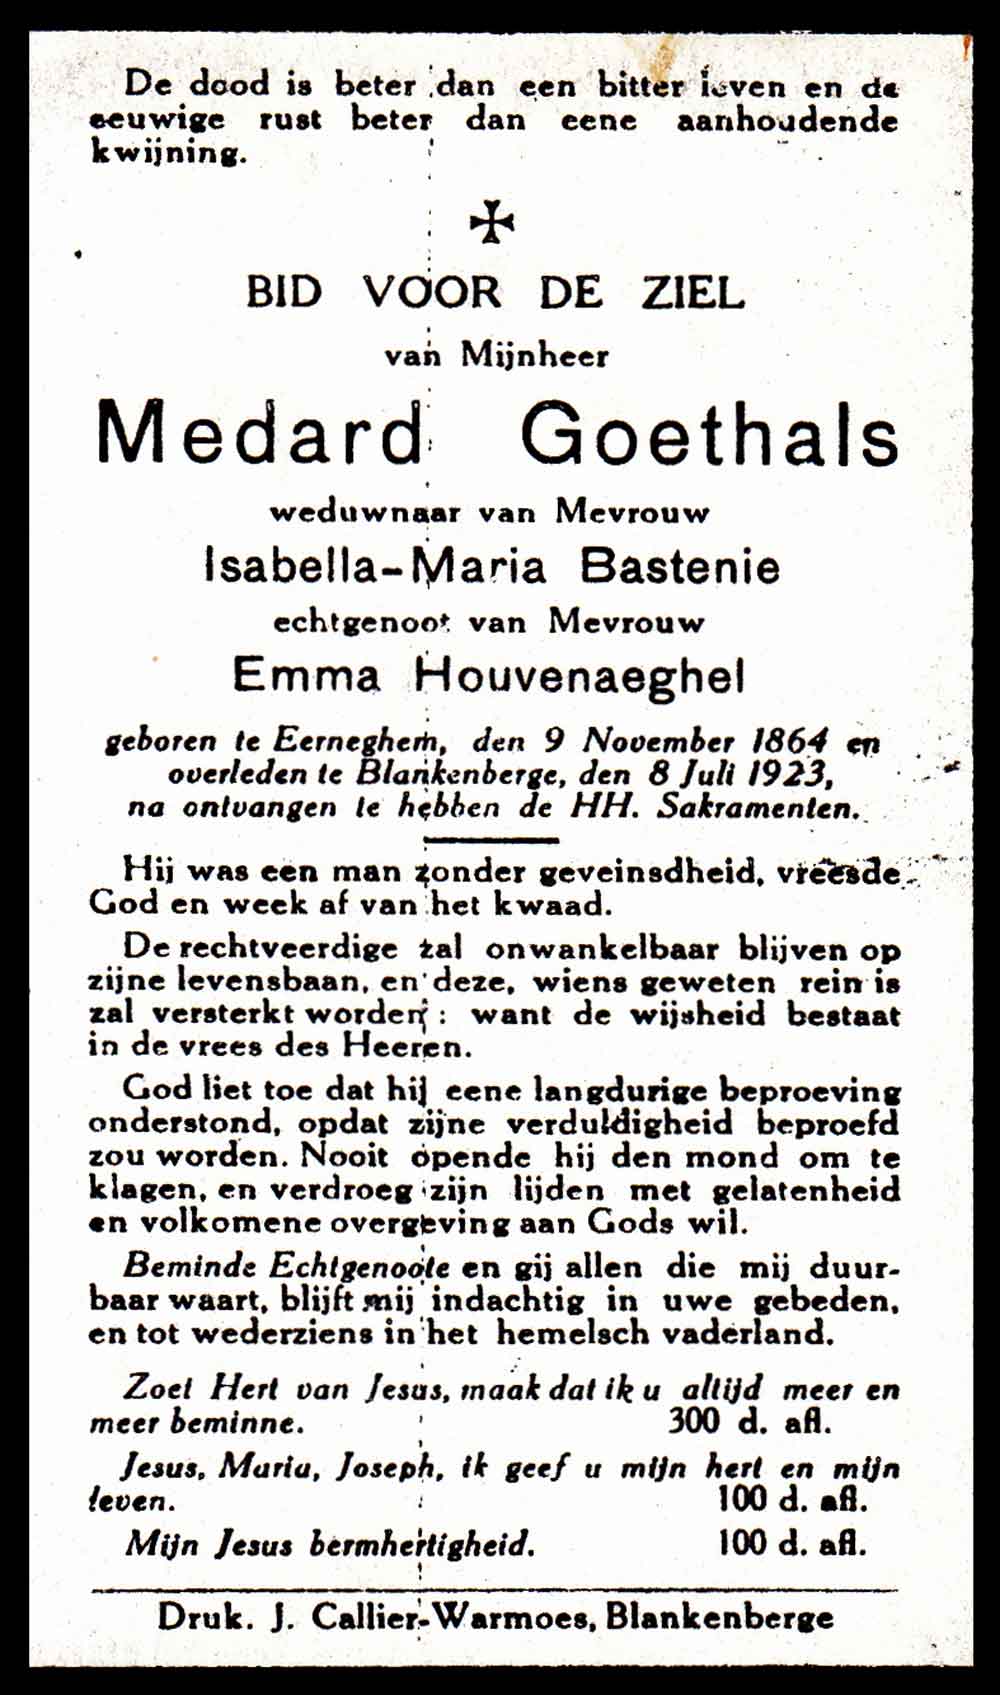 De dood is beter dan een bitter leven en de
eeuwige rust beter dan eene aanhoudende
kwijning.
BID VOOR DE ZIEL
van Mijnheer
Medard Goethals
weduwnaar van Mevrouw
Isabella-Maria Bastenie
echtgenoot van Mevrouw
Emma Houvenaeghel
geboren te Eerneghem, den 9 November 1864 en
overleden te Blankenberge, den 8 Juli 1923,
na ontvangen te hebben de HH. Sakramenten.
Hij was een man zonder geveinsdheid, vreesde
God en week af van het kwaad.
De rechtveerdige zal onwankelbaar blijven op
zijne levensbaan, en deze, wiens geweten rein is
zal versterkt worden : want de wijsheid bestaat
in de vrees des Heeren.
God liet toe dat hij eene langdurige beproeving
onderstond, opdat zijne verduldigheid beproefd
zou worden. Nooit opende hij den mond om te
klagen, en verdroeg zijn lijden met gelatenheid
en volkomene overgeving aan Gods wil.
Beminde Echtgenoote en gij allen die mij duur-
baar waart, blijft mij indachtig in uwe gebeden,
en tot wederziens in het hemelsch vaderland.
Zoet Hert van Jesus, maak dat ik u altijd meer en
meer beminne. 300 d. afl.
Jesus, Maria, Joseph, ik geef u mijn hert en mijn
leven. 100 d. afl.
Mijn Jesus bermhertigheid. 100 d. afl.
Druk. J. Callier-Warmoes, Blankenberge